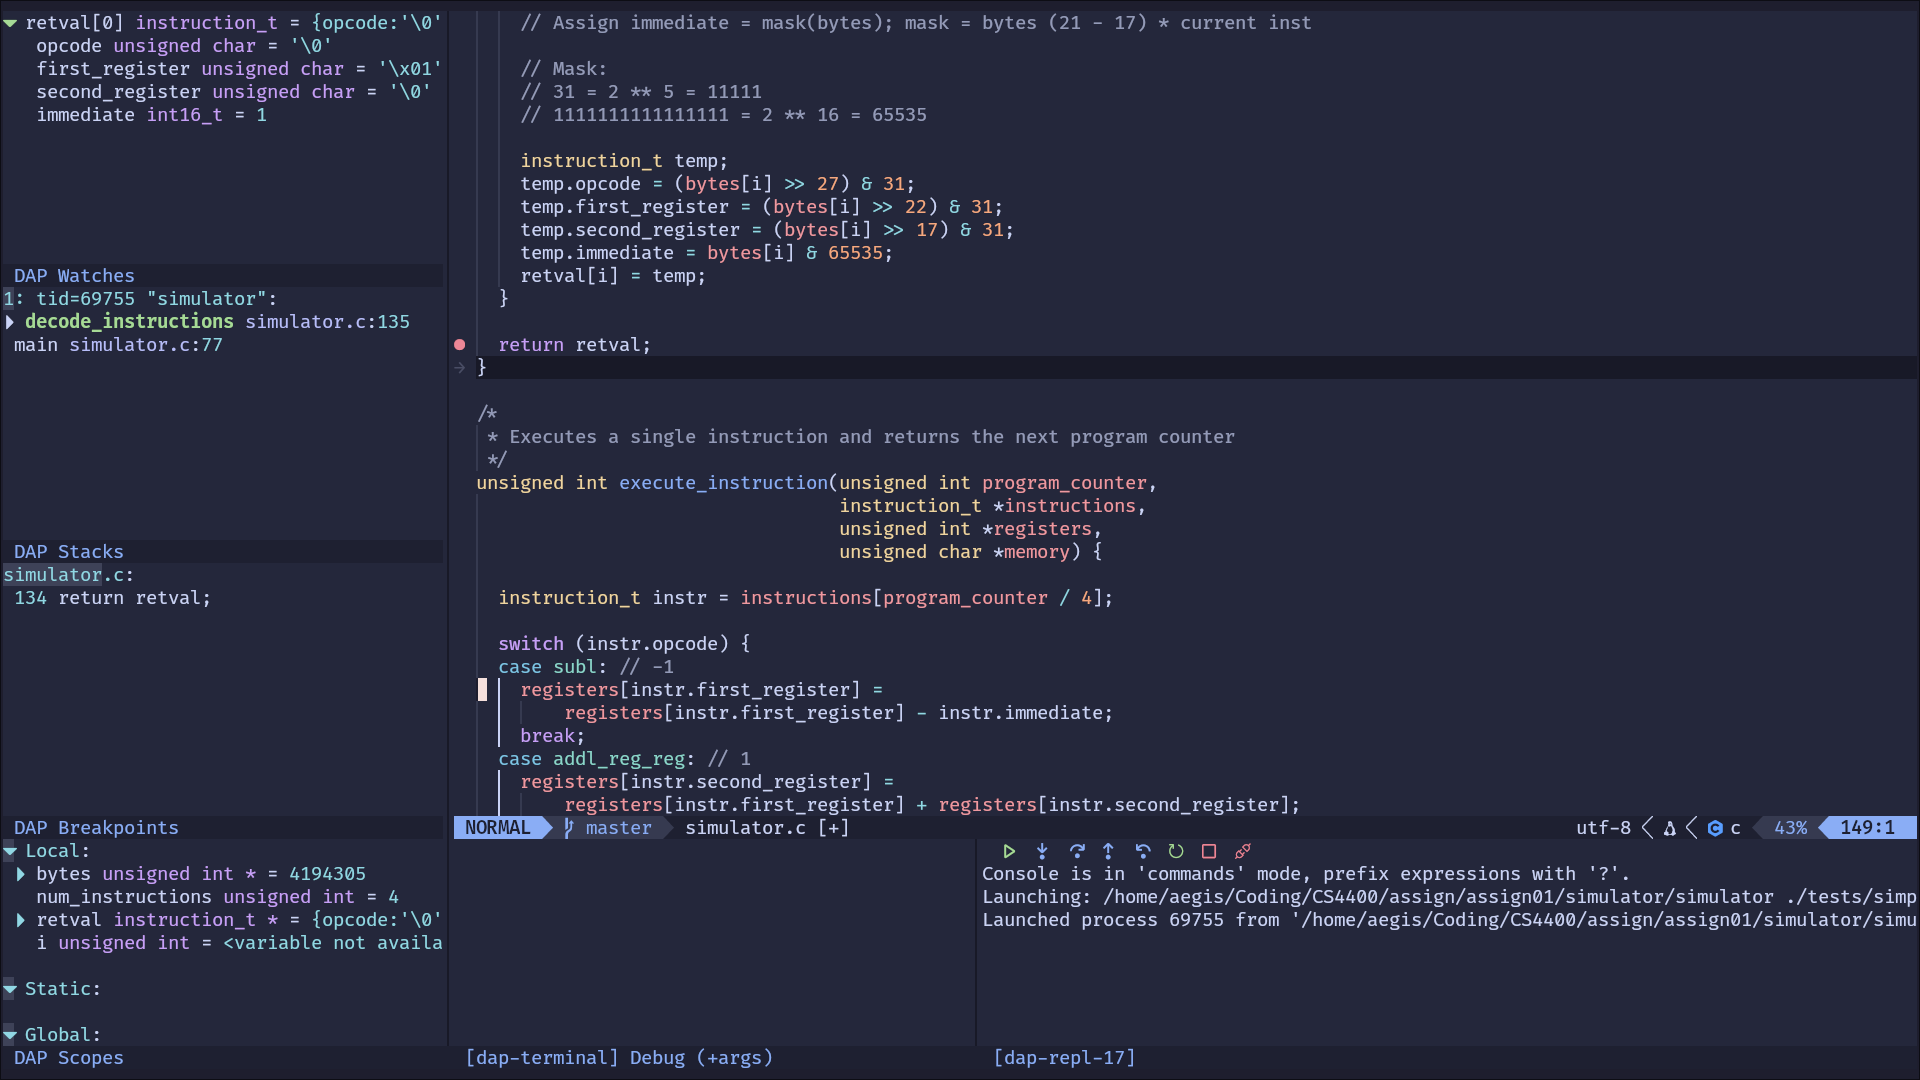 retval[0] instruction_t = {opcode:'\0'
opcode unsigned char = '\0'
first_register unsigned char = '\x01'
second_register unsigned char = '\0'
immediate int16_t = 1
DAP Watches
1: tid=69755 "simulator":
decode_instructions simulator.c:135
main simulator.c:77
DAP Stacks
simulator.c:
134 return retval;
DAP Breakpoints
Local:
bytes unsigned int * = 4194305
num_instructions unsigned int = 4
retval instruction_t * = {opcode:'\0'
i unsigned int = <variable not availa
Static:
Global:
DAP Scopes
// Assign immediate = mask(bytes); mask = bytes (21 - 17) * current inst
// Mask:
// 31 = 2 ** 5 = 11111
// 1111111111111111 = 2 ** 16 = 65535
instruction_t temp;
temp.opcode = (bytes[i] >> 27) & 31;
temp.first_register = (bytes[i] >> 22) & 31;
temp.second_register = (bytes[i] >> 17) & 31;
temp.immediate = bytes[i] & 65535;
retval[i] = temp;
}
return retval;
}
/*
* Executes a single instruction and returns the next program counter
*/
unsigned int execute_instruction(unsigned int program_counter,
instruction_t *instructions,
unsigned int *registers,
unsigned char *memory) {
instruction_t instr = instructions[program_counter / 4];
switch (instr.opcode) {
case subl: // -1
registers[instr.first_register] =
registers[instr.first_register] - instr.immediate;
break;
case addl_reg_reg: // 1
registers[instr.second_register] =
registers[instr.first_register] + registers[instr.second_register];
NORMAL master simulator.c [+] utf-8 c 43% 149:1
Console is in 'commands' mode, prefix expressions with '?'.
Launching: /home/aegis/Coding/CS4400/assign/assign01/simulator/simulator ./tests/simp
Launched process 69755 from '/home/aegis/Coding/CS4400/assign/assign01/simulator/simu
[dap-terminal] Debug (+args)
[dap-repl-17]